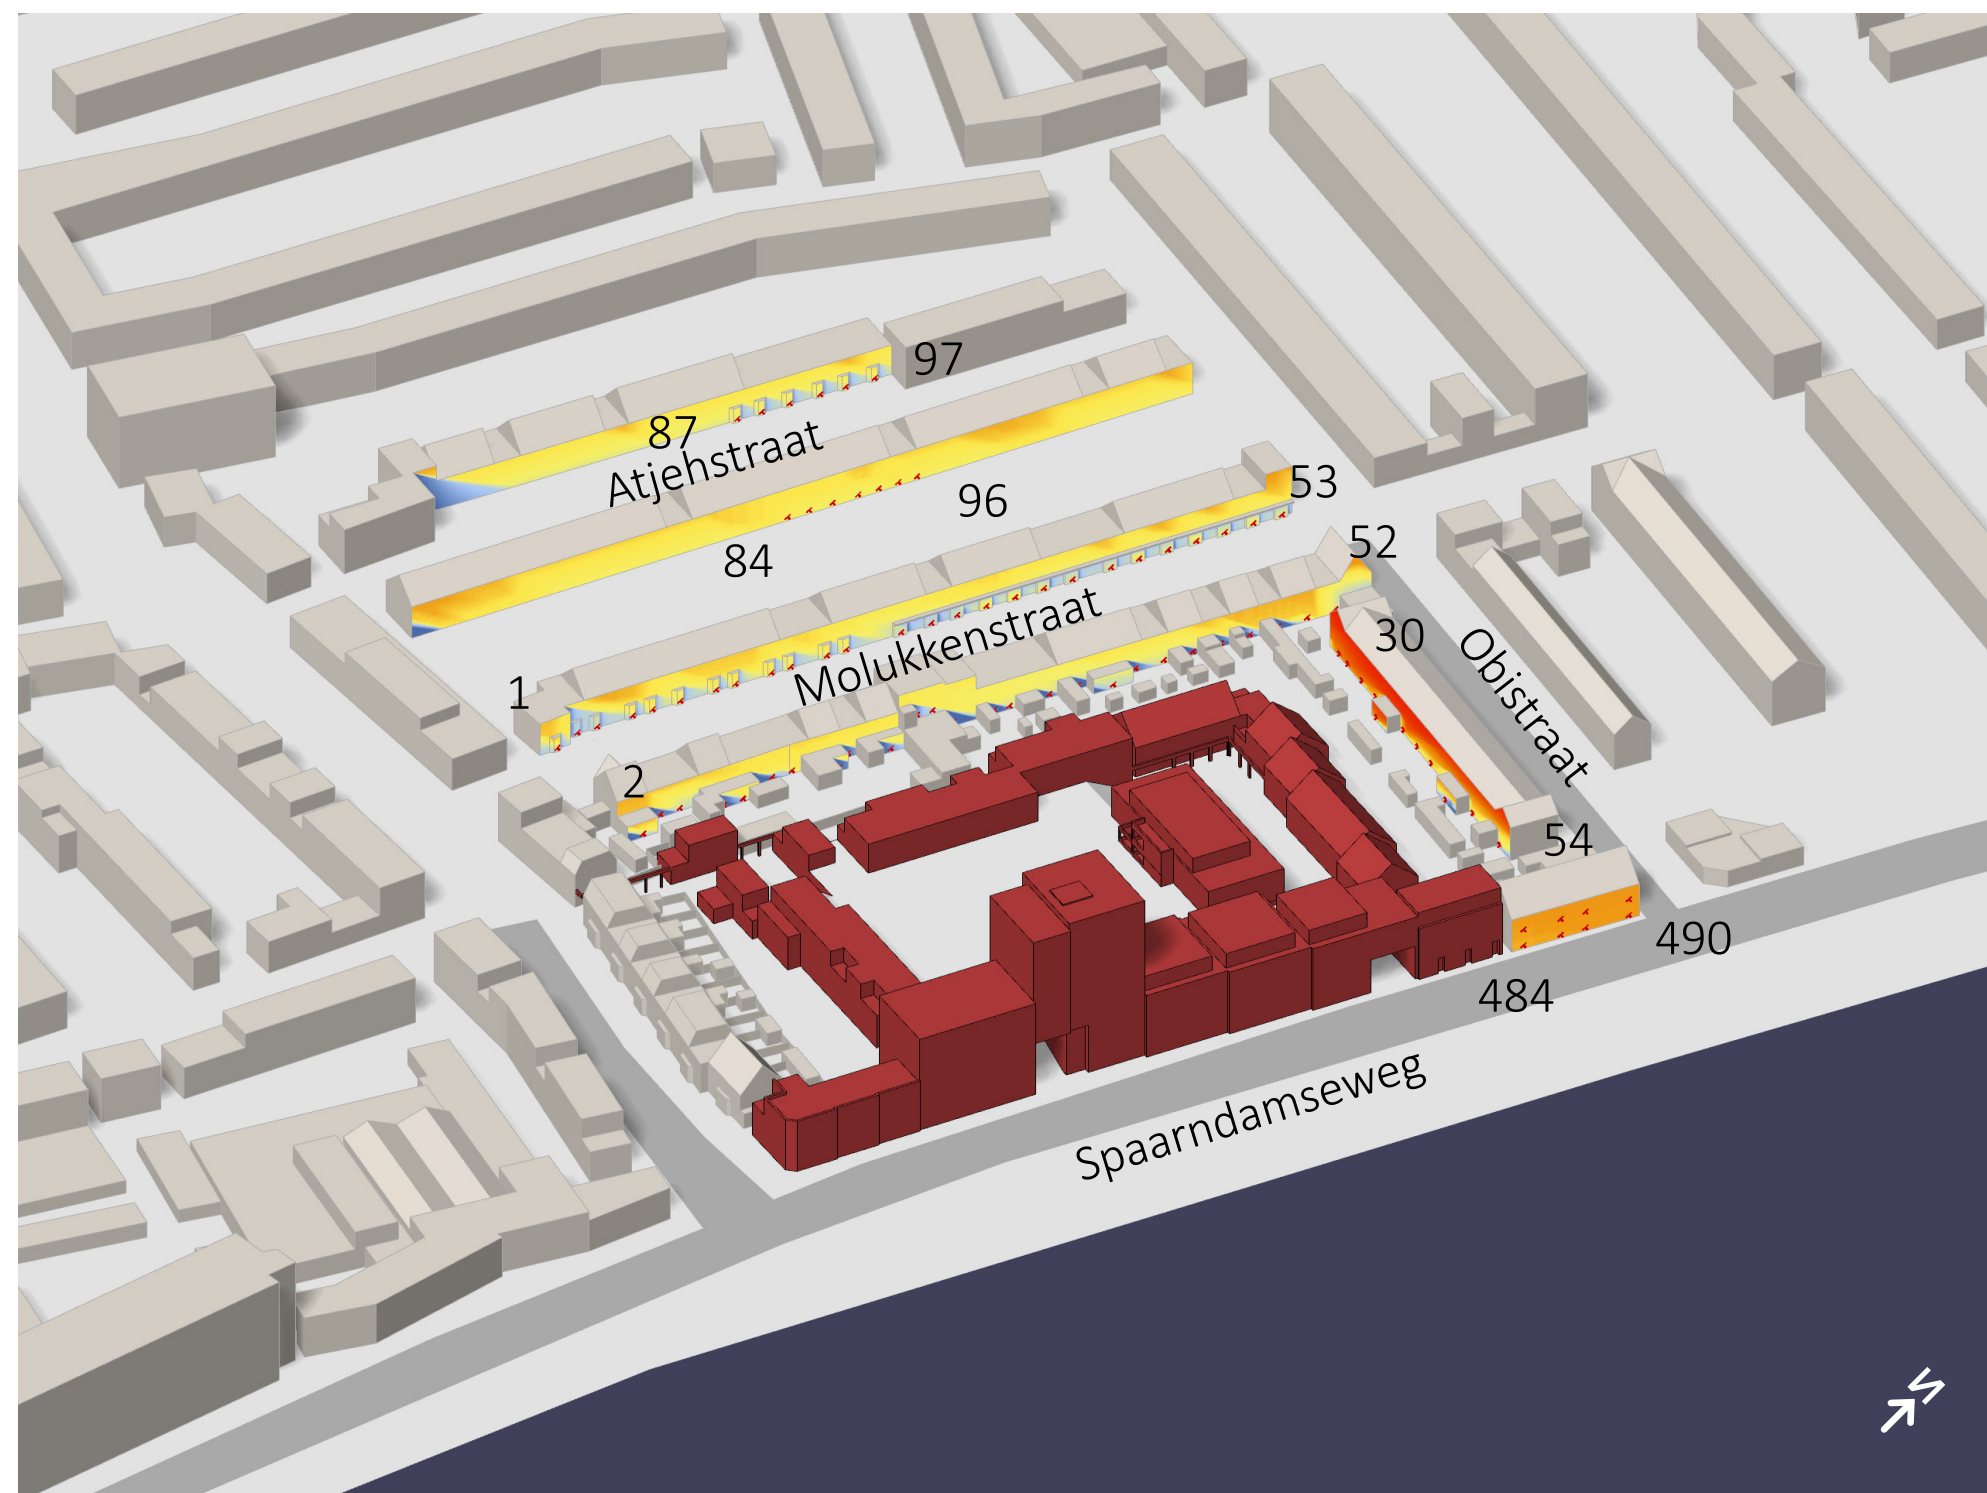 97
87
Atjehstraat
53
96
52
84
30
Molukkenstraat
Obistraat
1
2
54
490
484
Spaarndamseweg
N